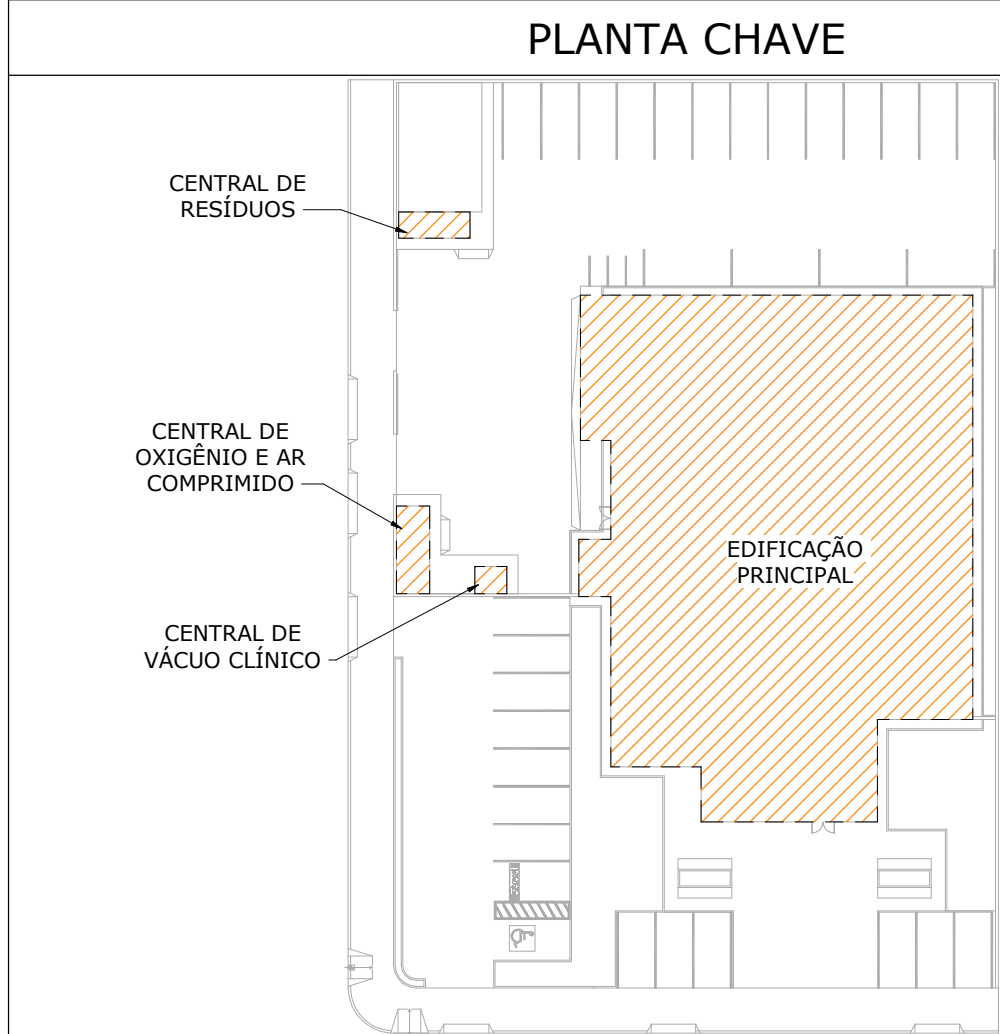 PLANTA CHAVE
CENTRAL DE
RESÍDUOS
CENTRAL DE
OXIGÊNIO E AR
COMPRIMIDO
EDIFICAÇÃO
PRINCIPAL
CENTRAL DE
VÁCUO CLÍNICO